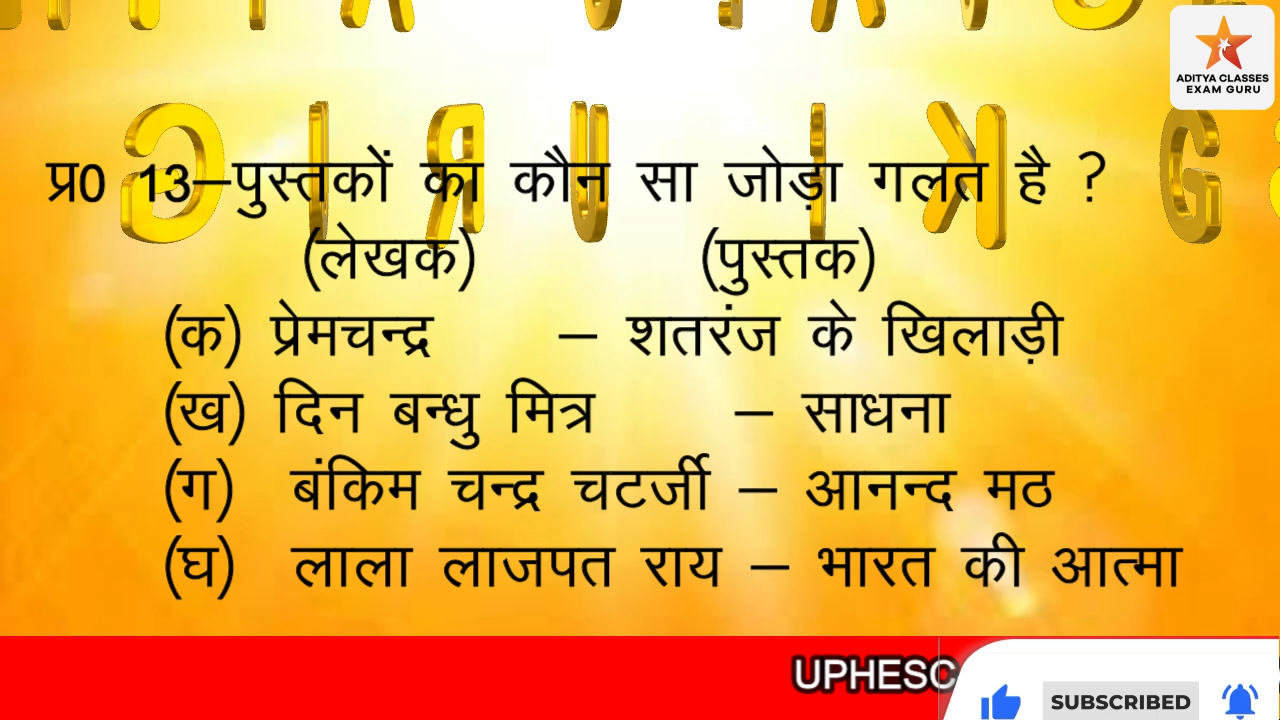 ADITYA CLASSES
EXAM GURU
प्र0 13–पुस्तकों का कौन सा जोड़ा गलत है ?
(लेखक) (पुस्तक)
(क) प्रेमचन्द्र – शतरंज के खिलाड़ी
(ख) दिन बन्धु मित्र – साधना
(ग) बंकिम चन्द्र चटर्जी – आनन्द मठ
(घ) लाला लाजपत राय – भारत की आत्मा
UPHESC
SUBSCRIBED